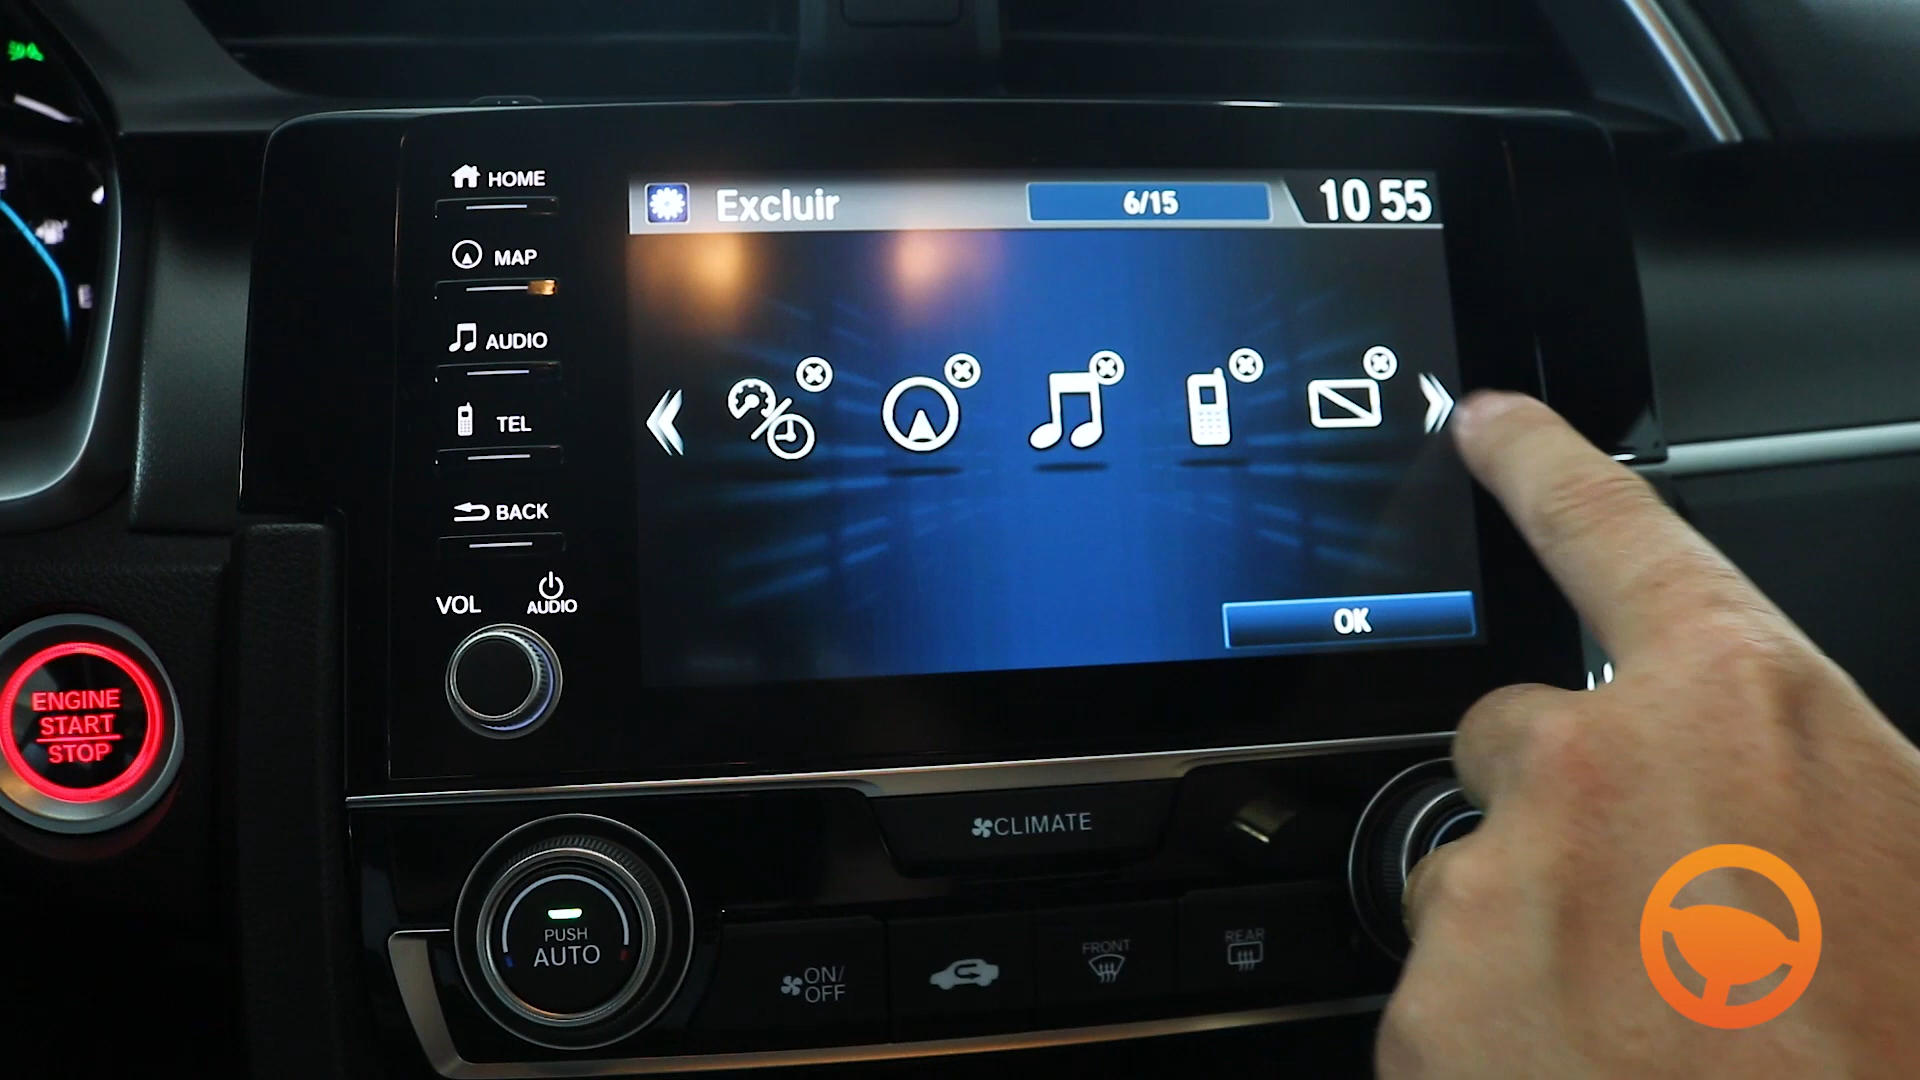 HOME
MAP
AUDIO
TEL
BACK
VOL
AUDIO
Excluir
6/15
10 55
OK
ENGINE
START
STOP
CLIMATE
PUSH
AUTO
ON/
OFF
FRONT
REAR